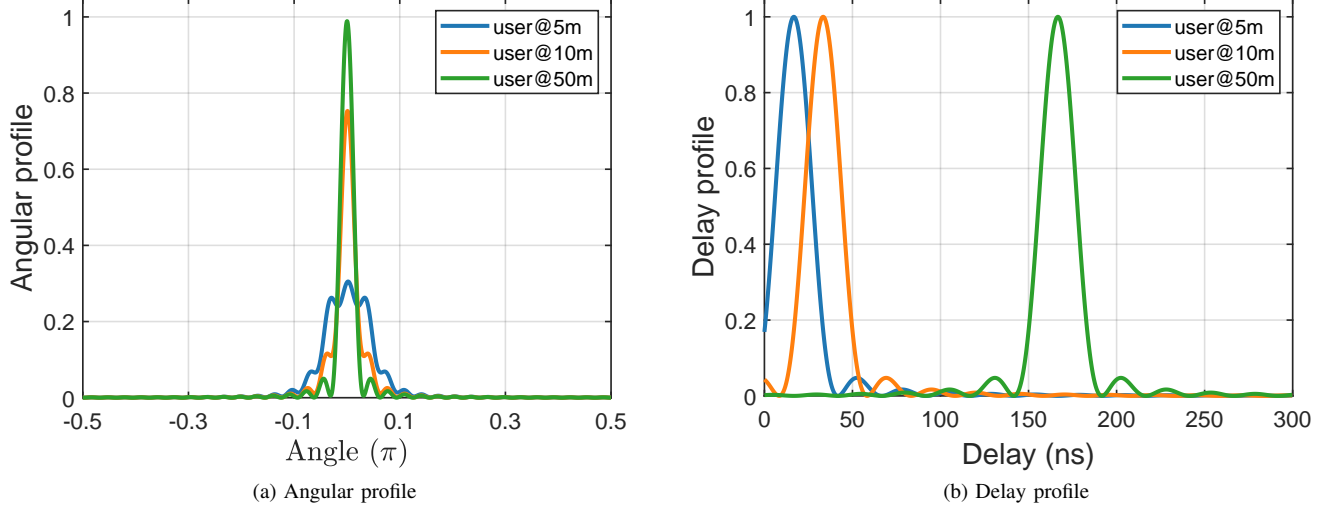 Angular profile
1
0.8
0.6
0.4
0.2
0
-0.5
-0.3
-0.1
0.1
0.3
0.5
Angle (π)
user@5m
user@10m
user@50m
(a) Angular profile
Delay profile
1
0.8
0.6
0.4
0.2
0
0
50
100
150
200
250
300
Delay (ns)
user@5m
user@10m
user@50m
(b) Delay profile